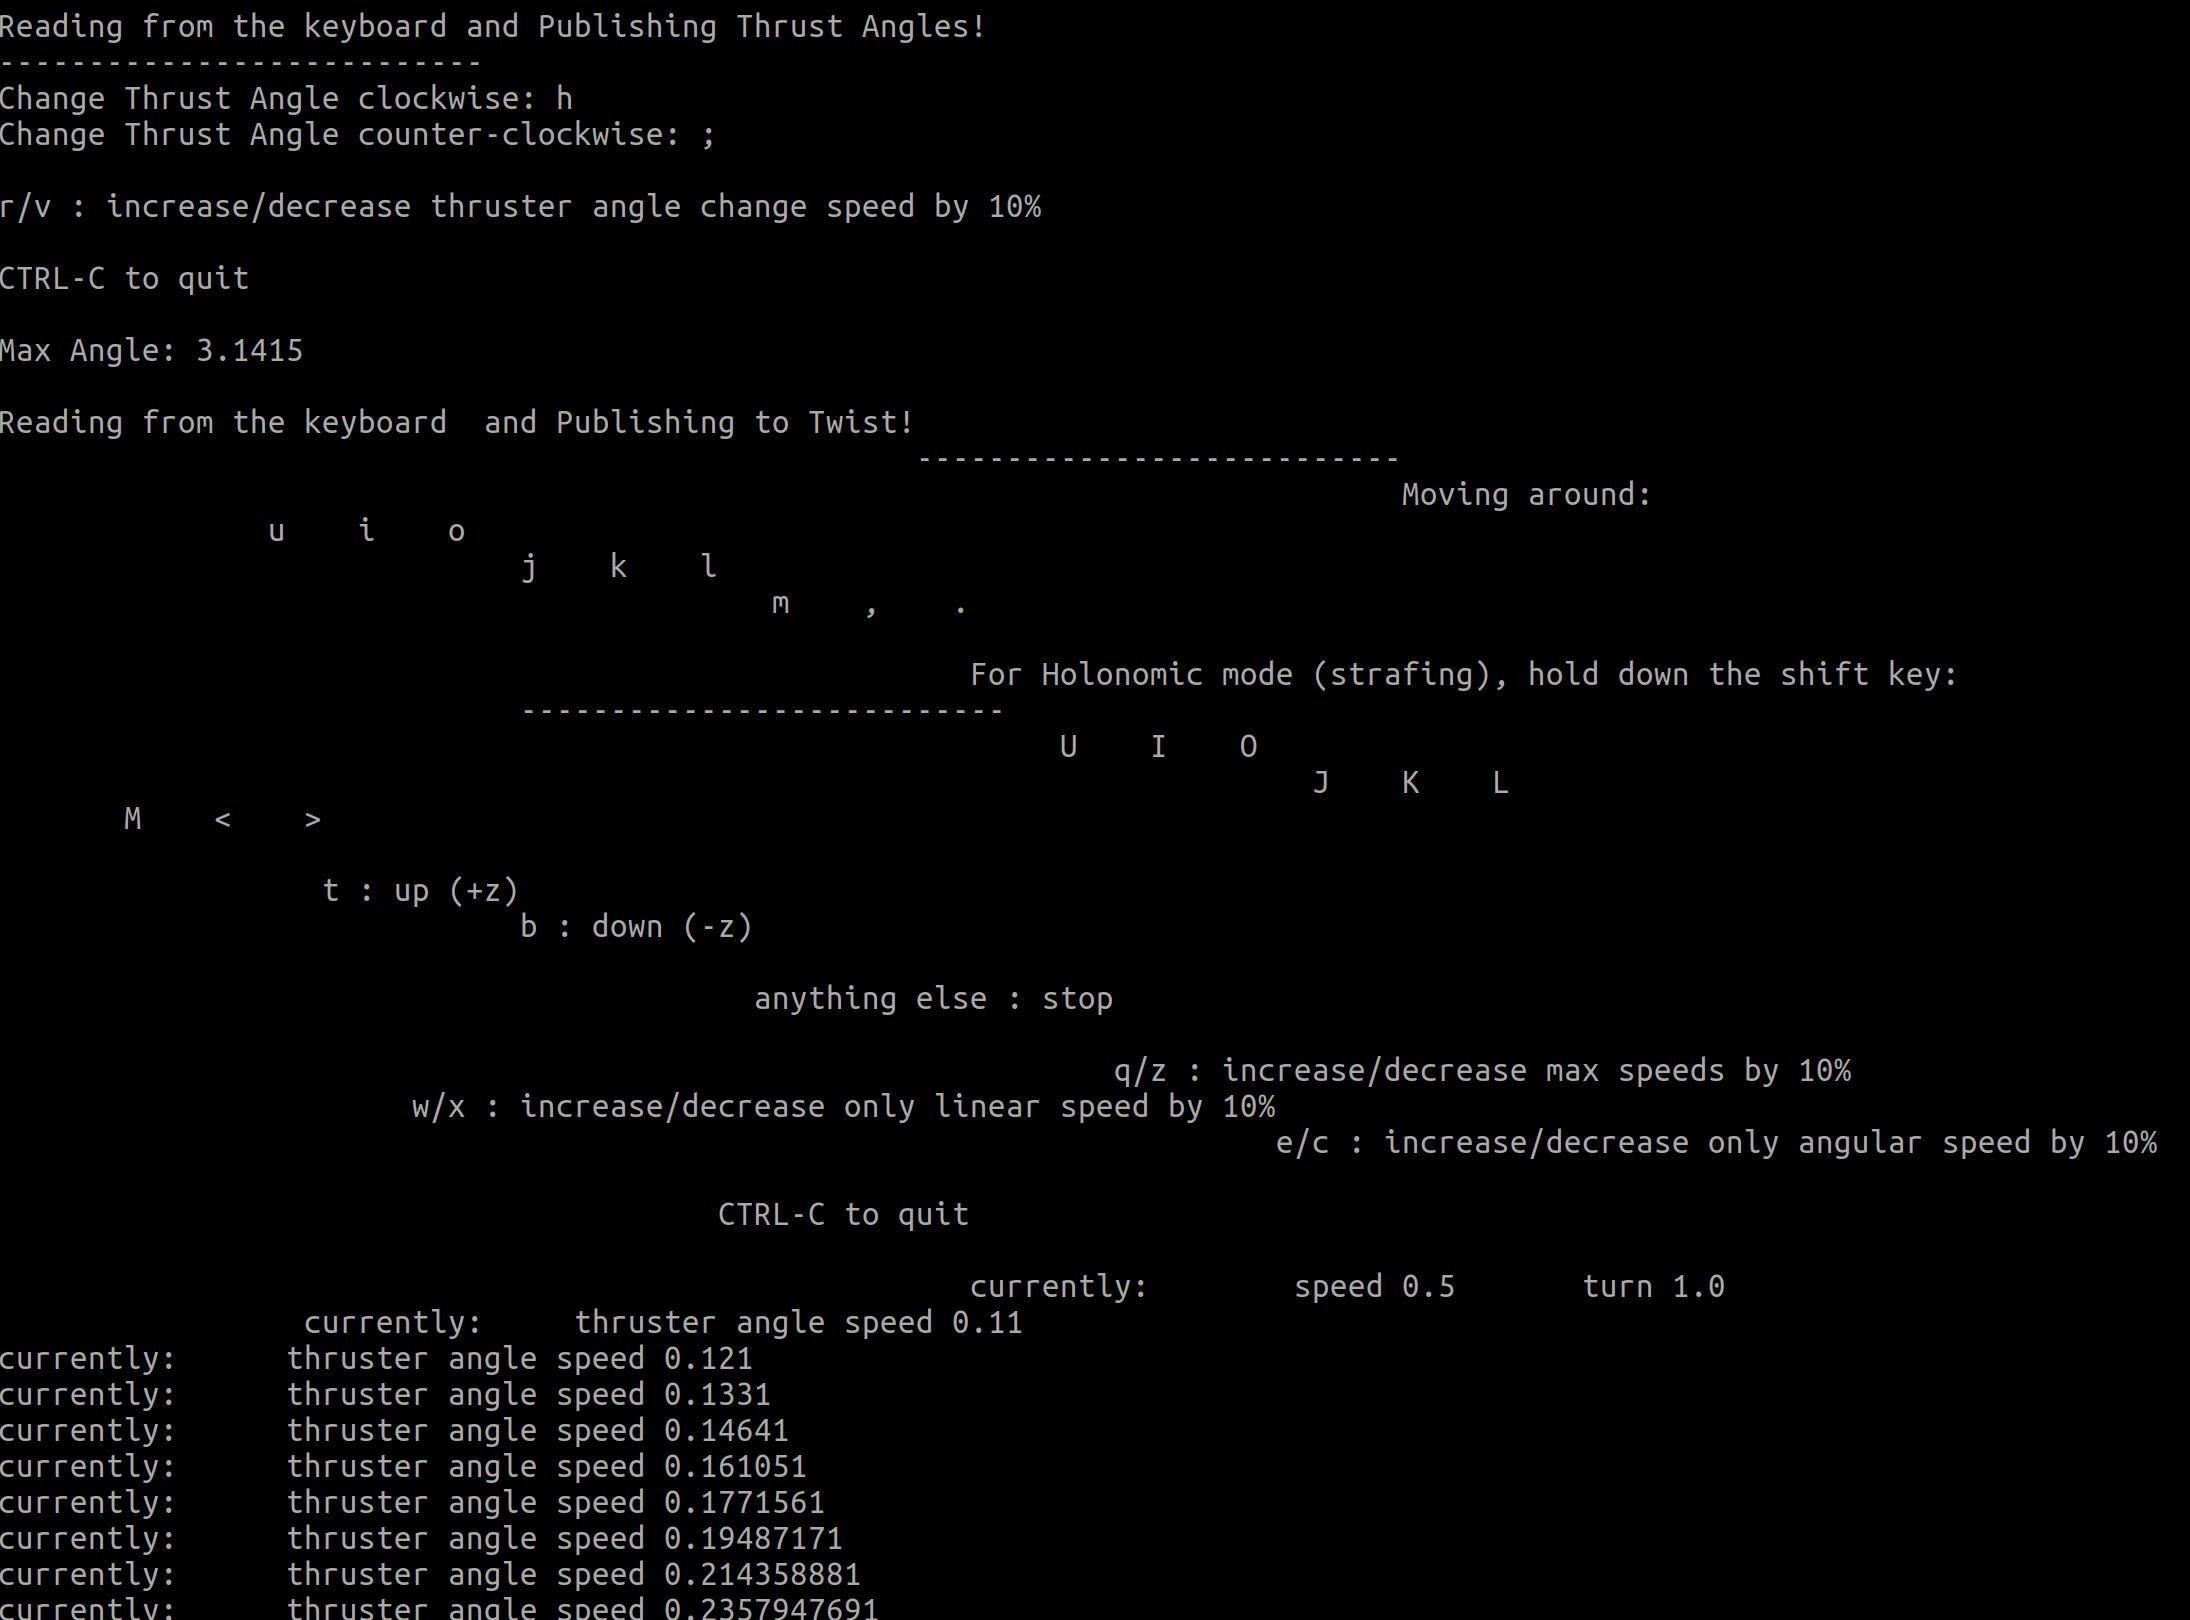 Reading from the keyboard and Publishing Thrust Angles!
---------------------------
Change Thrust Angle clockwise: h
Change Thrust Angle counter-clockwise: ;
r/v : increase/decrease thruster angle change speed by 10%
CTRL-C to quit
Max Angle: 3.1415
Reading from the keyboard  and Publishing to Twist!
---------------------------
Moving around:
u    i    o
j    k    l
m    ,    .
For Holonomic mode (strafing), hold down the shift key:
---------------------------
U    I    O
J    K    L
M    <    >
t : up (+z)
b : down (-z)
anything else : stop
q/z : increase/decrease max speeds by 10%
w/x : increase/decrease only linear speed by 10%
e/c : increase/decrease only angular speed by 10%
CTRL-C to quit
currently:        speed 0.5       turn 1.0
currently:     thruster angle speed 0.11
currently:      thruster angle speed 0.121
currently:      thruster angle speed 0.1331
currently:      thruster angle speed 0.14641
currently:      thruster angle speed 0.161051
currently:      thruster angle speed 0.1771561
currently:      thruster angle speed 0.19487171
currently:      thruster angle speed 0.214358881
currently:      thruster angle speed 0.2357947691